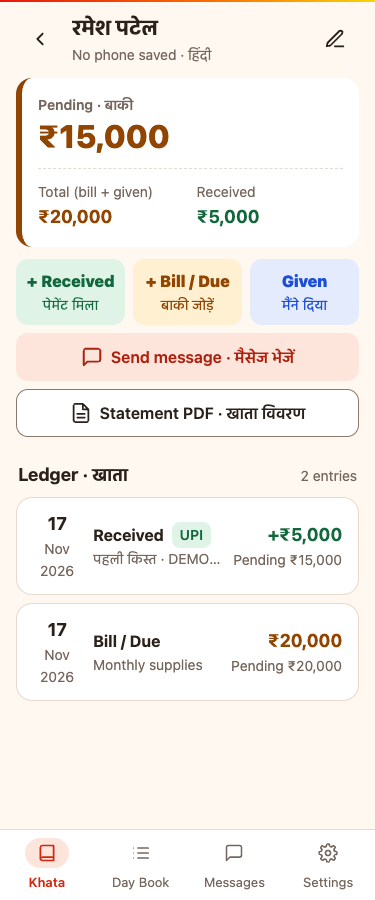 रमेश पटेल
No phone saved · हिंदी
Pending · बाकी
₹15,000
Total (bill + given)
Received
₹20,000
₹5,000
+ Received
पेमेंट मिला
+ Bill / Due
बाकी जोड़ें
Given
मैंने दिया
Send message · मैसेज भेजें
Statement PDF · खाता विवरण
Ledger · खाता
2 entries
17
Nov
2026
Received UPI
पहली किस्त · DEMO...
+₹5,000
Pending ₹15,000
17
Nov
2026
Bill / Due
Monthly supplies
₹20,000
Pending ₹20,000
Khata
Day Book
Messages
Settings